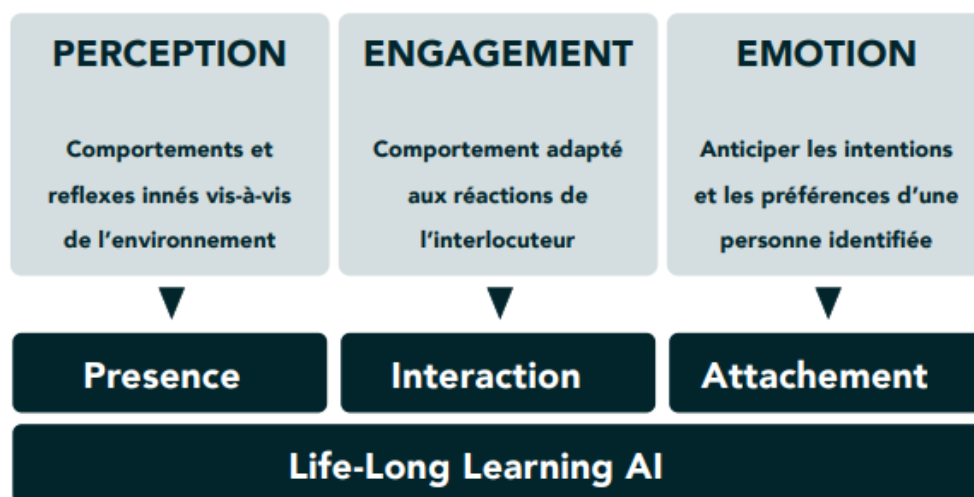 PERCEPTION
Comportements et
reflexes innés vis-à-vis
de l'environnement
ENGAGEMENT
Comportement adapté
aux réactions de
l'interlocuteur
EMOTION
Anticiper les intentions
et les préférences d'une
personne identifiée
Presence
Interaction
Attachement
Life-Long Learning AI